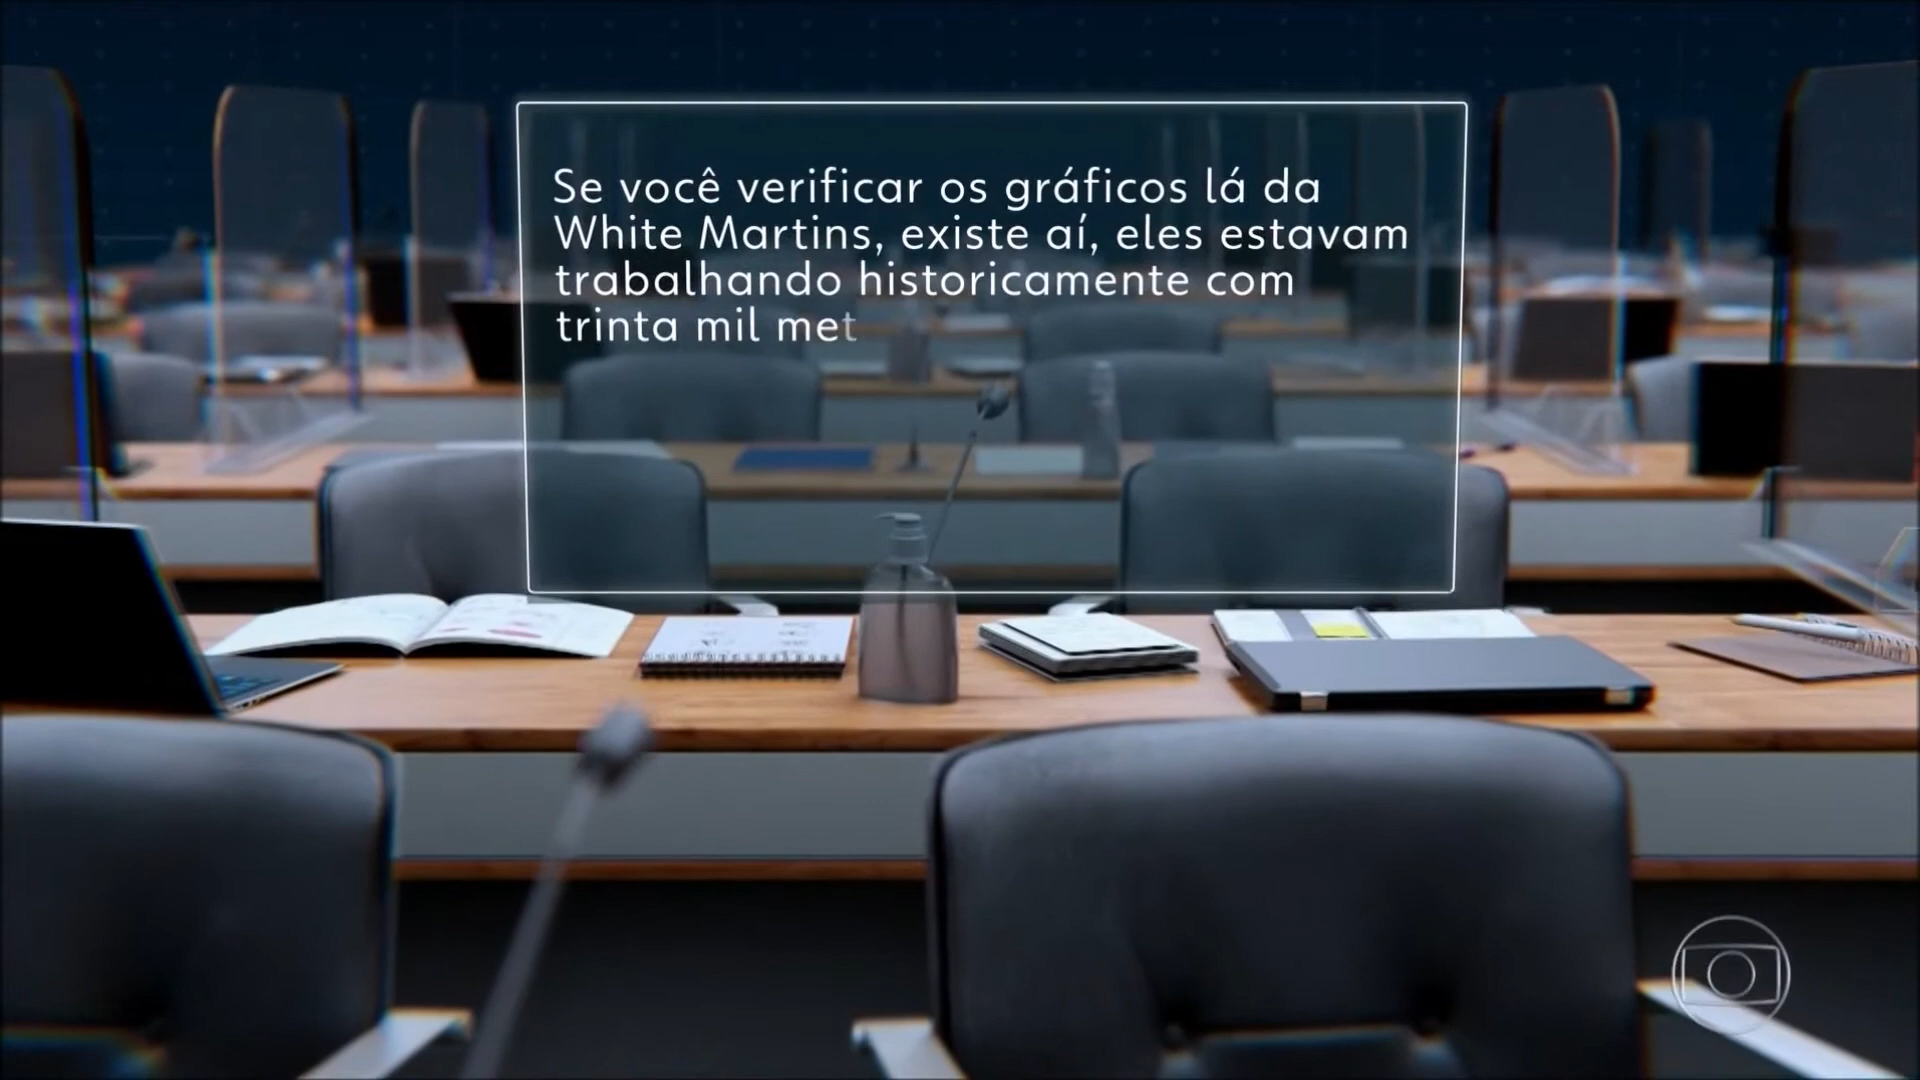 Se você verificar os gráficos lá da
White Martins, existe aí, eles estavam
trabalhando historicamente com
trinta mil met